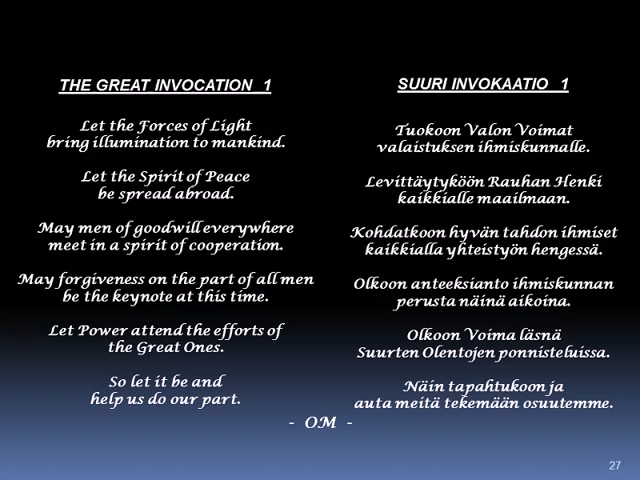 THE GREAT INVOCATION_1
Let the Forces of Light
bring illumination to mankind.
Let the Spirit of Peace
be spread abroad.
May men of goodwill everywhere
meet in a spirit of cooperation.
May forgiveness on the part of all men
be the keynote at this time.
Let Power attend the efforts of
the Great Ones.
So let it be and
help us do our part.
SUURI INVOKAATIO_1
Tuokoon Valon Voimat
valaistuksen ihmiskunnalle.
Levittäytyköön Rauhan Henki
kaikkialle maailmaan.
Kohdatkoon hyvän tahdon ihmiset
kaikkialla yhteistyön hengessä.
Olkoon anteeksianto ihmiskunnan
perusta näinä aikoina.
Olkoon Voima läsnä
Suurten Olentojen ponnisteluissa.
Näin tapahtukoon ja
auta meitä tekemään osuutemme.
- OM -
27